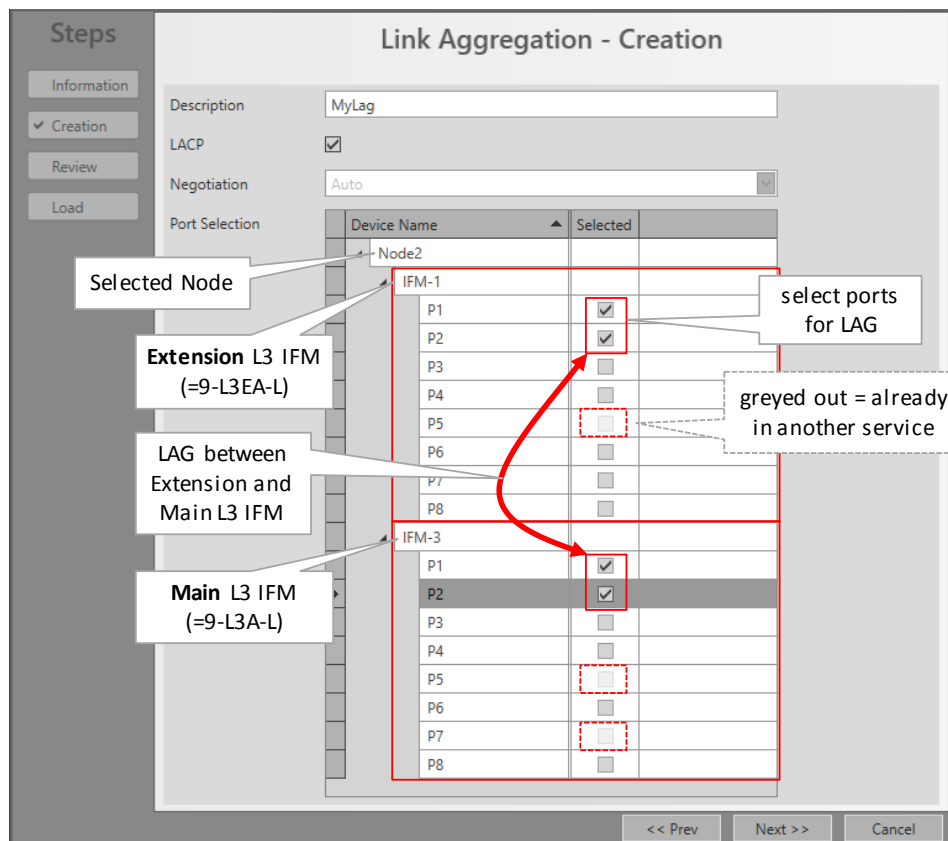 Steps
Information
Creation
Review
Load
Link Aggregation - Creation
Description MyLag
LACP
Negotiation Auto
Port Selection
Device Name Selected
Node2
IFM-1
P1
P2
P3
P4
P5
P6
P7
P8
IFM-3
P1
P2
P3
P4
P5
P6
P7
P8
Selected Node
Extension L3 IFM
(=9-L3EA-L)
LAG between
Extension and
Main L3 IFM
Main L3 IFM
(=9-L3A-L)
select ports
for LAG
greyed out = already
in another service
<< Prev Next >> Cancel